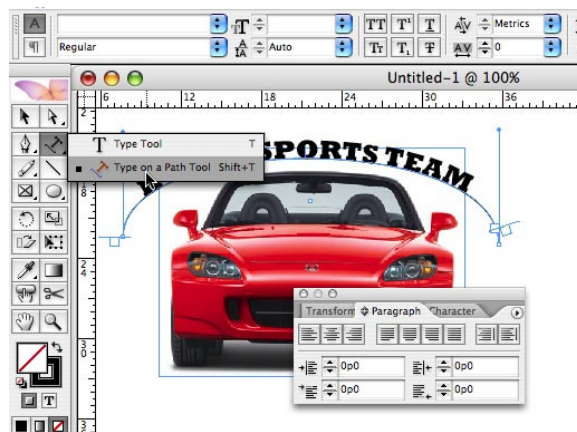 A TT Metrics
Regular Auto 0
Untitled-1 @ 100%
6 12 18 24 30 36
Type Tool T
Type on a Path Tool Shift+T
SPORTS TEAM
Transform Paragraph Character
0p0 0p0
0p0 0p0